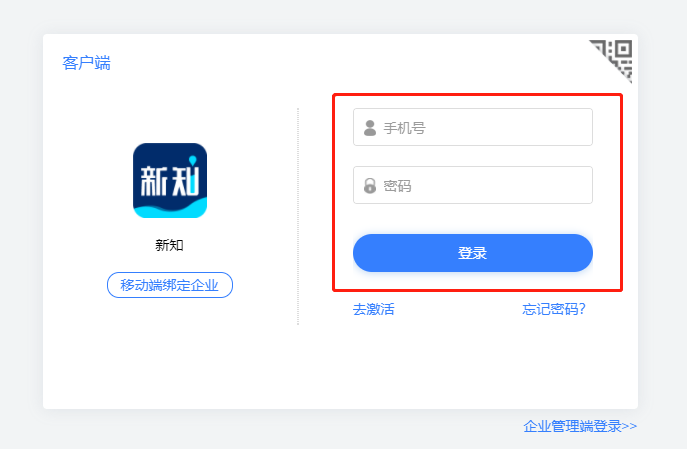 客户端
新知
新知
移动端绑定企业
手机号
密码
登录
去激活
忘记密码?
企业管理端登录>>